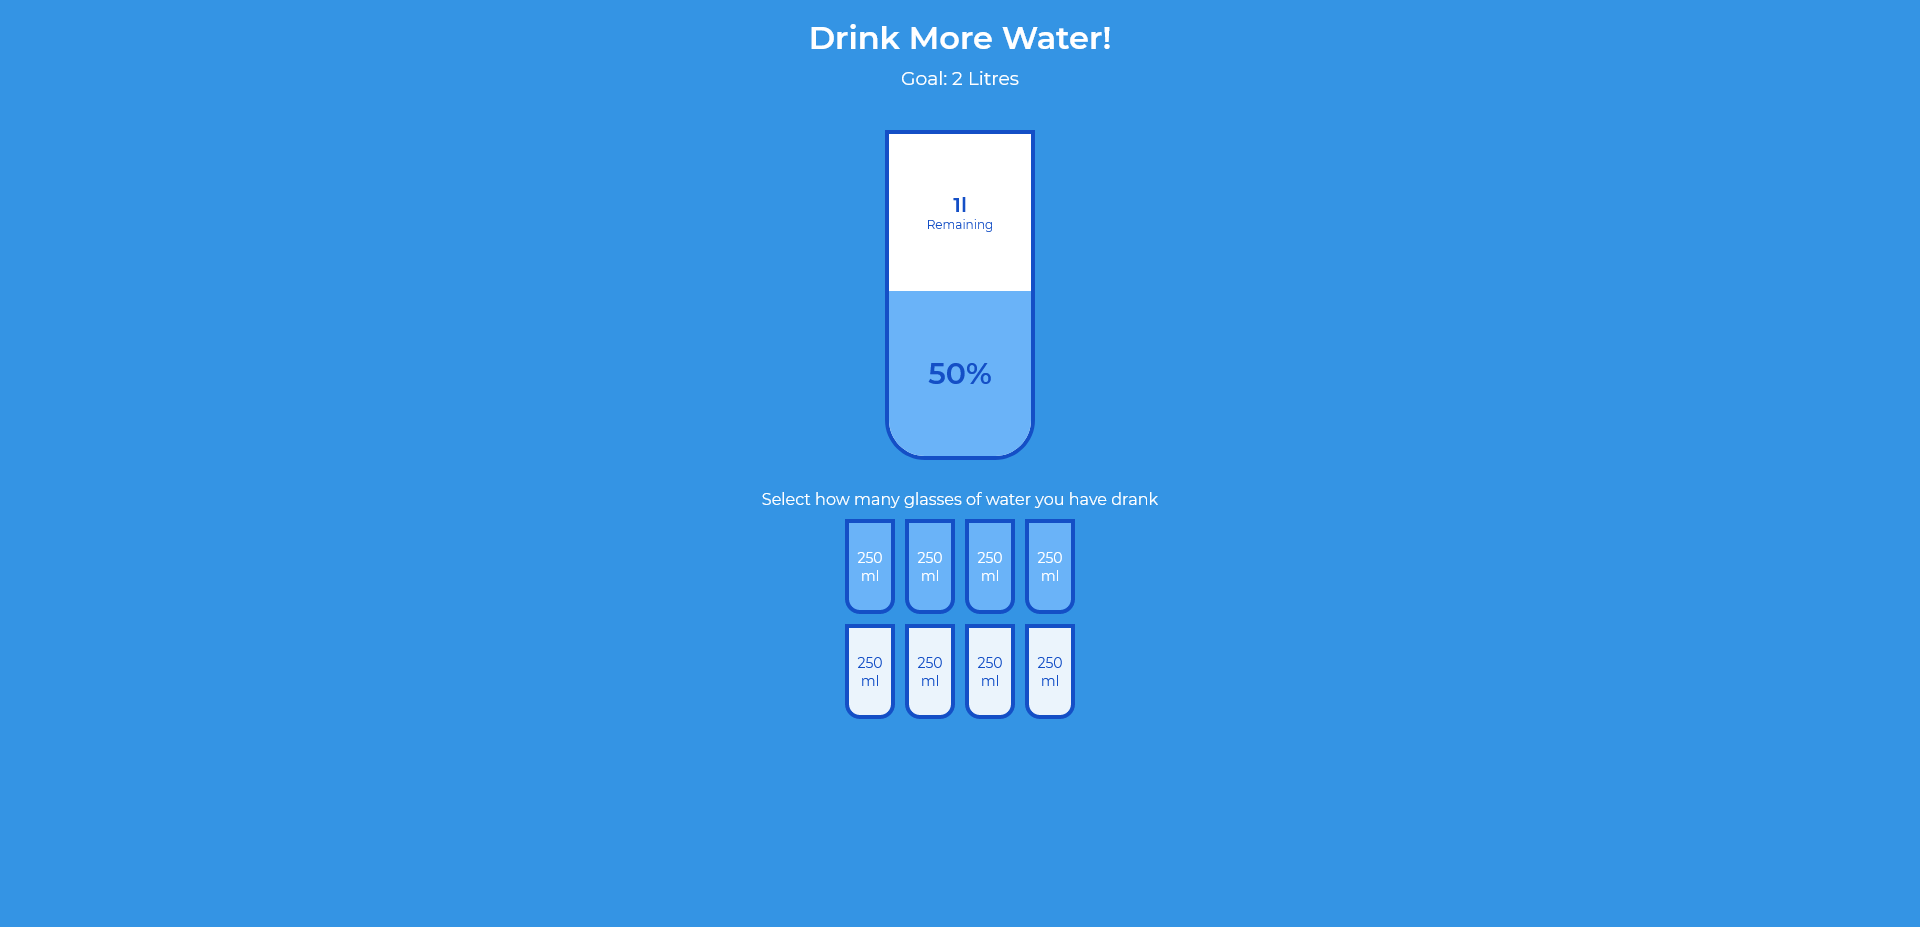 Drink More Water!
Goal: 2 Litres
1l
Remaining
50%
Select how many glasses of water you have drank
250 250 250 250
ml ml ml ml
250 250 250 250
ml ml ml ml